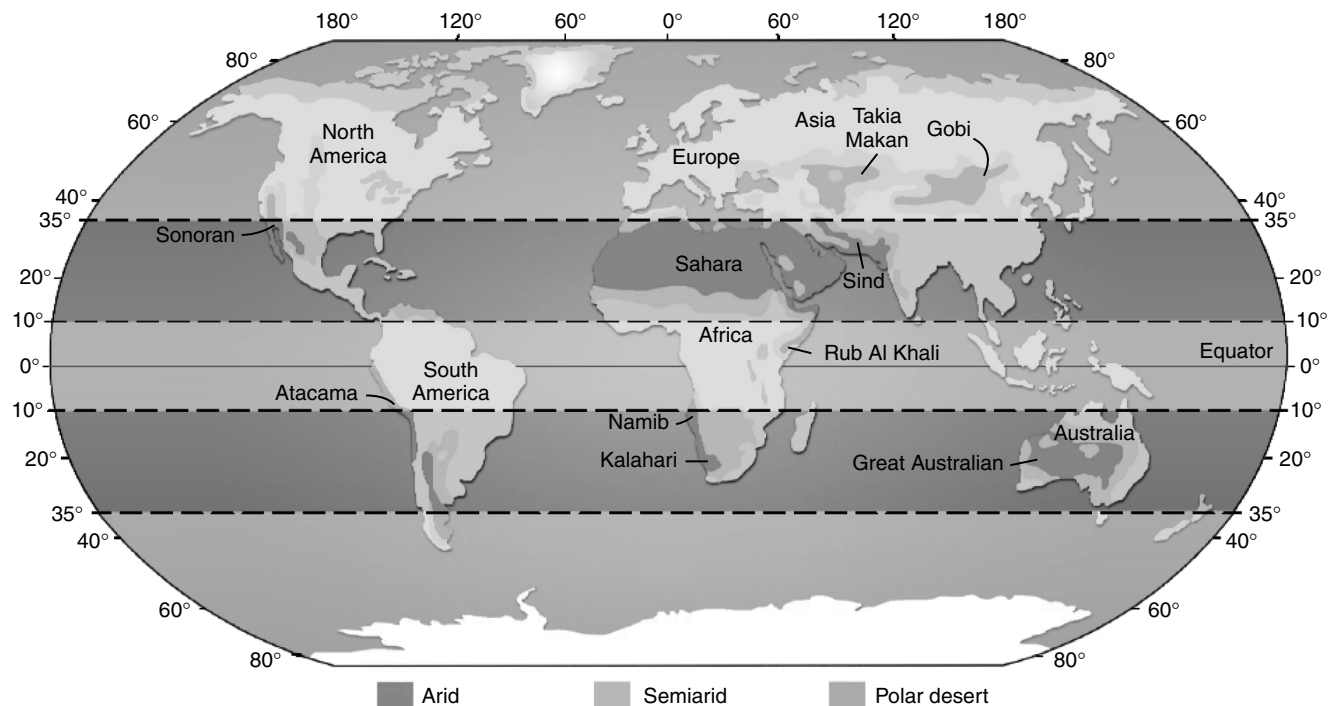 180° 120° 60° 0° 60° 120° 180°
80° 80°
60° 60°
North
America
Europe
Asia
Takia
Makan
Gobi
40° 40°
35° 35°
Sonoran
Sahara
Sind
20° 20°
10° 10°
Africa
Rub Al Khali
Equator
0° 0°
South
America
Atacama
10° 10°
Namib
Australia
Kalahari
Great Australian
20° 20°
35° 35°
40° 40°
60° 60°
80° 80°
Arid Semiarid Polar desert